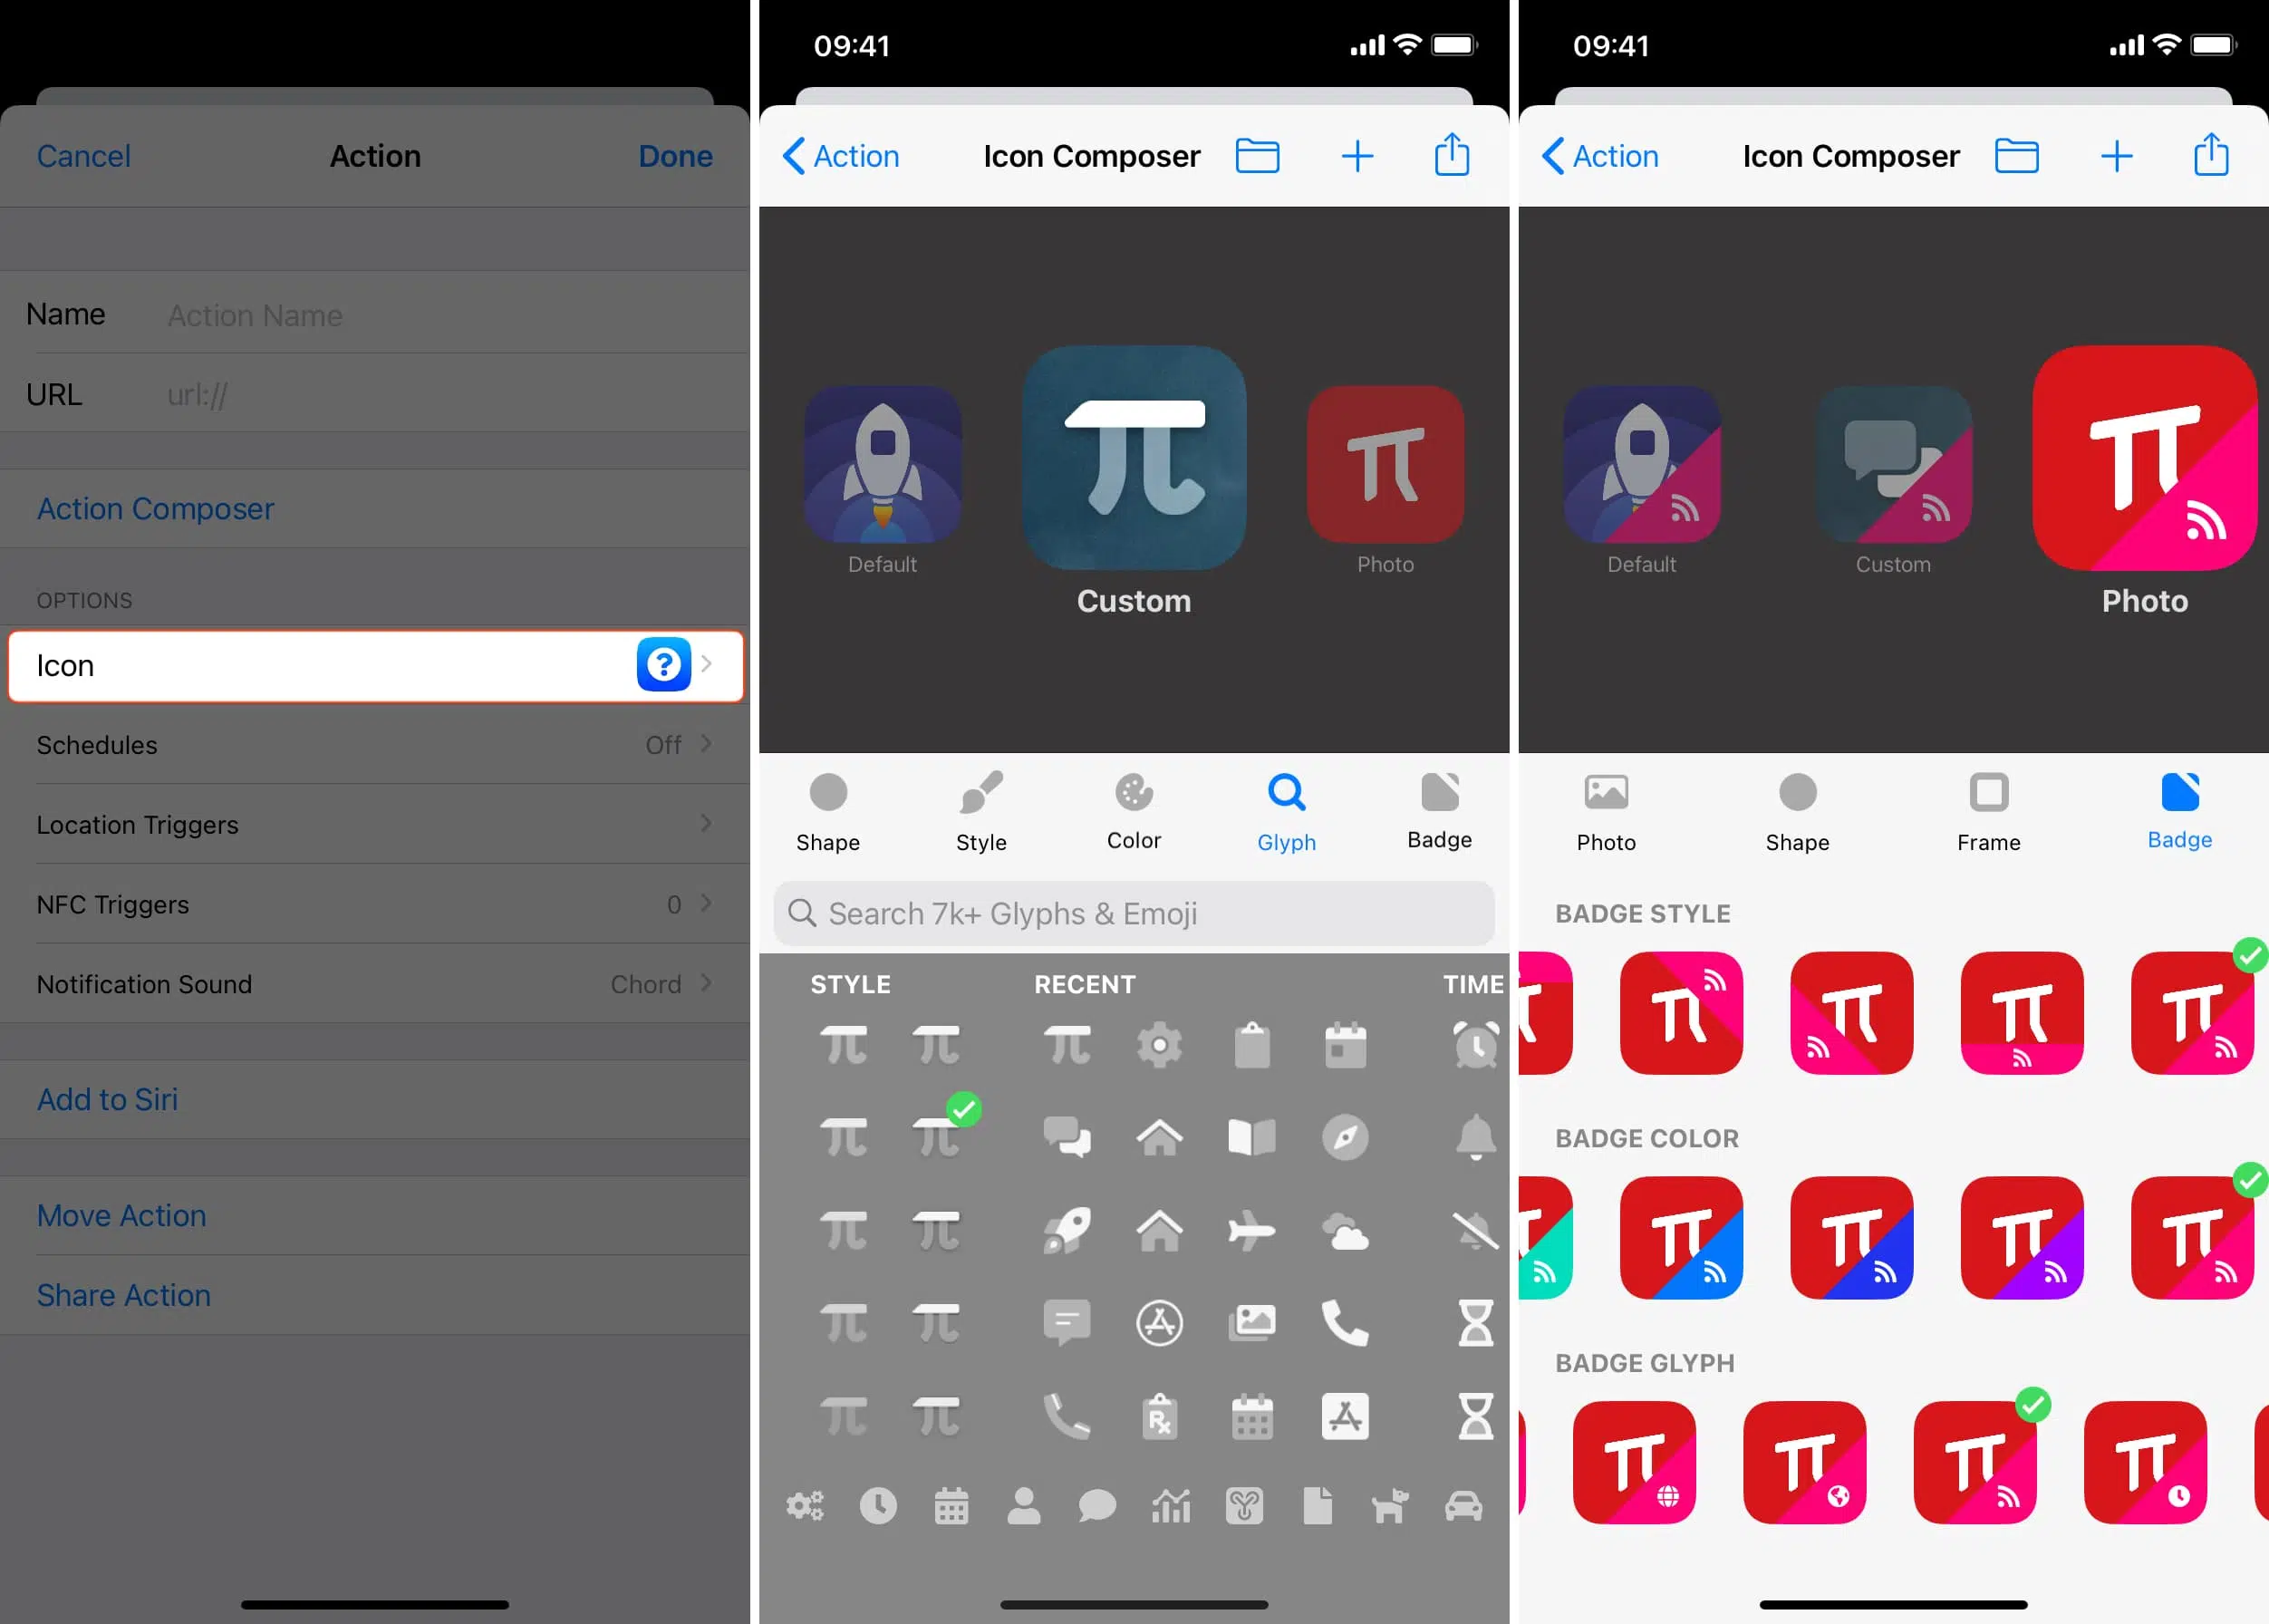 Cancel Action Done
Name Action Name
URL url://
Action Composer
OPTIONS
Icon
Schedules Off
Location Triggers
NFC Triggers 0
Notification Sound Chord
Add to Siri
Move Action
Share Action
09:41
Action Icon Composer
Default Custom Photo
Shape Style Color Glyph Badge
Search 7k+ Glyphs & Emoji
STYLE RECENT TIME
09:41
Action Icon Composer
Default Custom Photo
Photo Shape Frame Badge
BADGE STYLE
BADGE COLOR
BADGE GLYPH